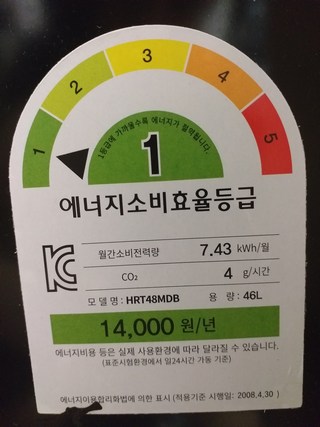 1 2 3 4 5
1등급에 가까울수록 에너지가 절약됩니다.
1
에너지소비효율등급
월간소비전력량 7.43 kWh/월
CO₂ 4 g/시간
모 델 명 : HRT48MDB 용 량 : 46L
14,000 원/년
에너지비용 등은 실제 사용환경에 따라 달라질 수 있습니다.
(표준시험환경에서 일24시간 가동 기준)
에너지이용합리화법에 의한 표시 (적용기준 시행일: 2008,4,30 )